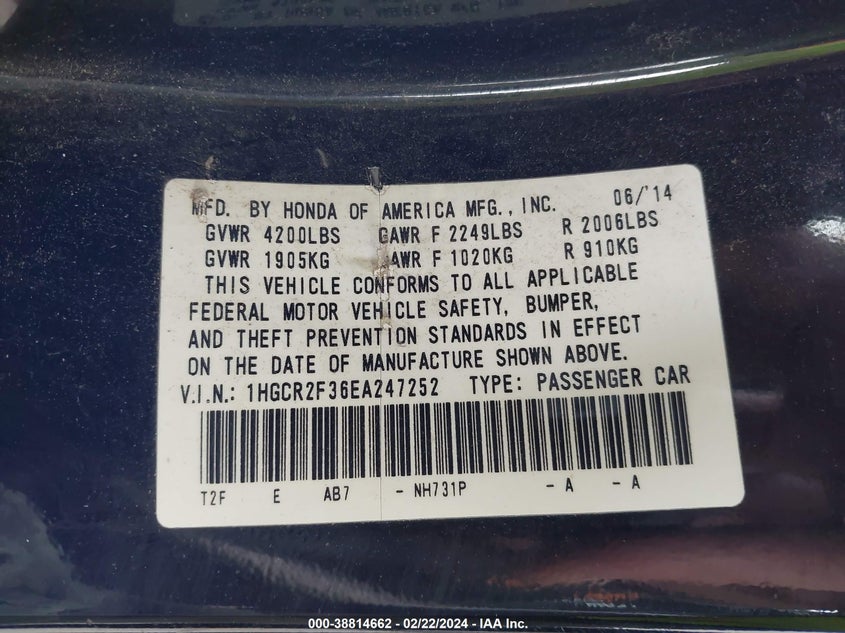 MFD. BY HONDA OF AMERICA MFG., INC. 06/'14
GVWR 4200LBS GAWR F 2249LBS R 2006LBS
GVWR 1905KG AWR F 1020KG R 910KG
THIS VEHICLE CONFORMS TO ALL APPLICABLE
FEDERAL MOTOR VEHICLE SAFETY, BUMPER,
AND THEFT PREVENTION STANDARDS IN EFFECT
ON THE DATE OF MANUFACTURE SHOWN ABOVE.
V.I.N.: 1HGCR2F36EA247252 TYPE: PASSENGER CAR
T2F E AB7 - NH731P - A - A
000-38814662 - 02/22/2024 - IAA Inc.